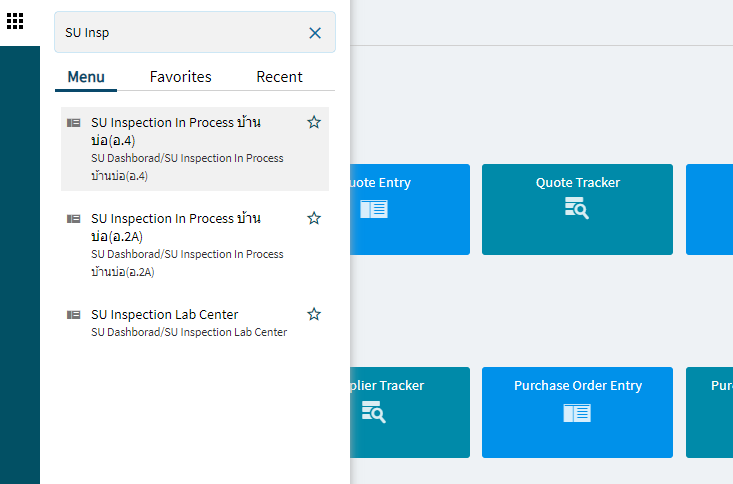 SU Insp
Menu
Favorites
Recent
SU Inspection In Process บ้าน
บ่อ(อ.4)
SU Dashborad/SU Inspection In Process
บ้านบ่อ(อ.4)
SU Inspection In Process บ้าน
บ่อ(อ.2A)
SU Dashborad/SU Inspection In Process
บ้านบ่อ(อ.2A)
SU Inspection Lab Center
SU Dashborad/SU Inspection Lab Center
uote Entry
Quote Tracker
plier Tracker
Purchase Order Entry
Pur